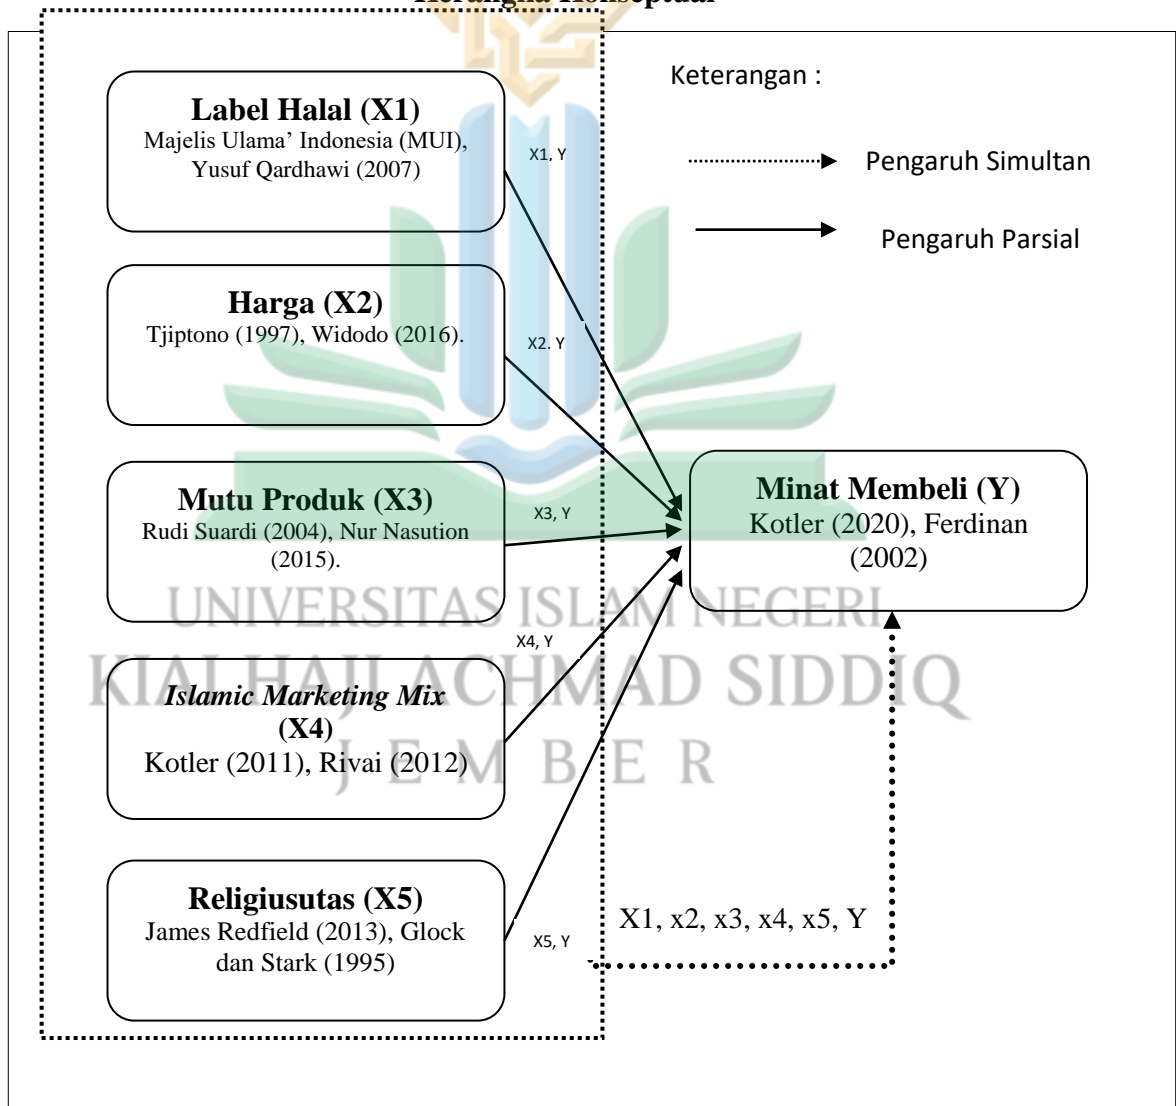 Kerangka Konseptual
Keterangan :
Label Halal (X1)
Majelis Ulama’ Indonesia (MUI),
Yusuf Qardhawi (2007)
X1, Y
Pengaruh Simultan
Pengaruh Parsial
Harga (X2)
Tjiptono (1997), Widodo (2016).
X2. Y
Mutu Produk (X3)
Rudi Suardi (2004), Nur Nasution
(2015).
X3, Y
Minat Membeli (Y)
Kotler (2020), Ferdinan
(2002)
UNIVERSITAS ISLAM NEGERI
KIAI HAJI ACHMAD SIDDIQ
J E M B E R
Islamic Marketing Mix
(X4)
Kotler (2011), Rivai (2012)
X4, Y
Religiusutas (X5)
James Redfield (2013), Glock
dan Stark (1995)
X5, Y
X1, x2, x3, x4, x5, Y